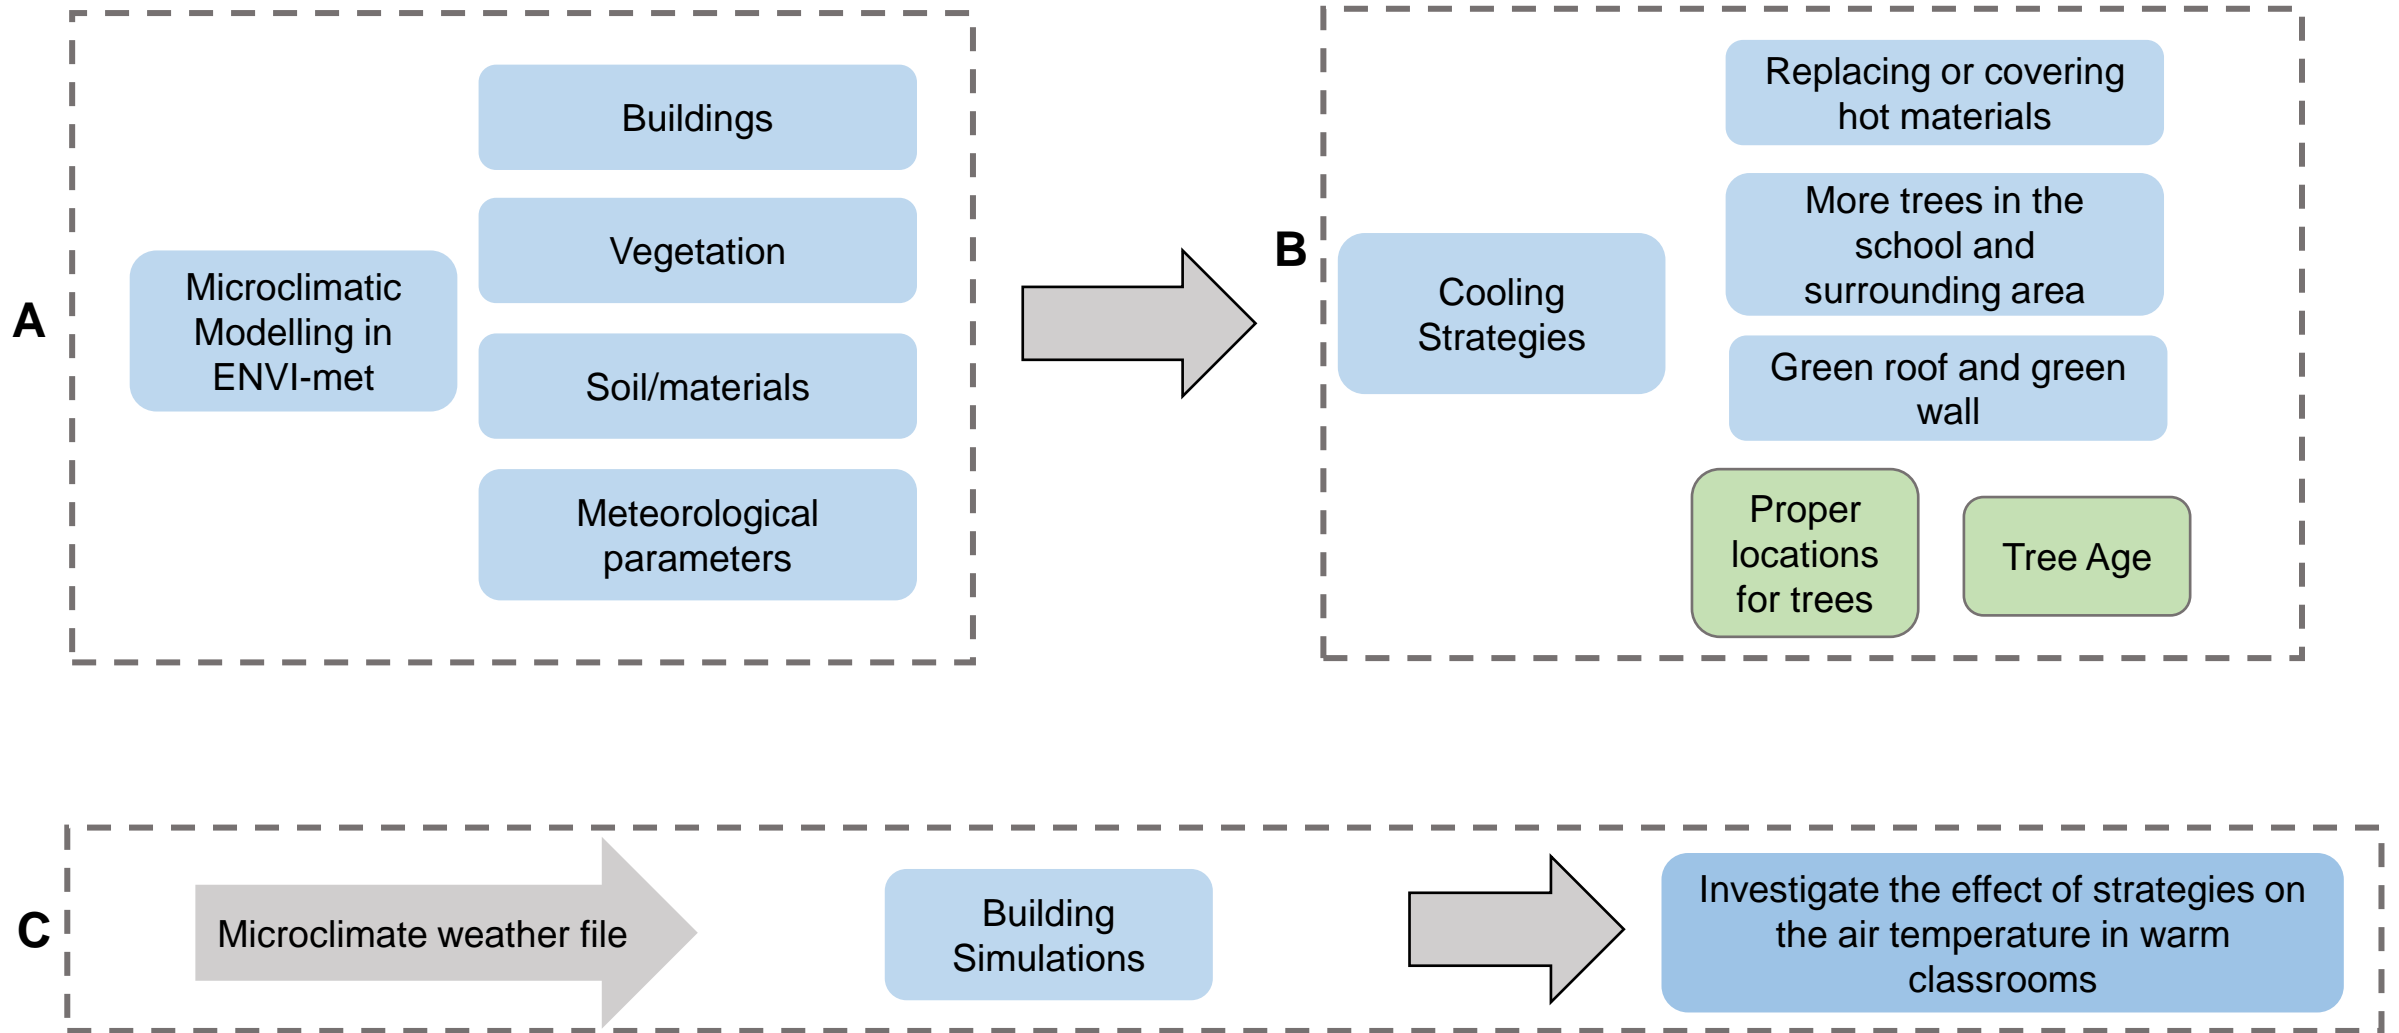 A
Microclimatic
Modelling in
ENVI-met
Buildings
Vegetation
Soil/materials
Meteorological
parameters
B
Cooling
Strategies
Replacing or covering
hot materials
More trees in the
school and
surrounding area
Green roof and green
wall
Proper
locations
for trees
Tree Age
C
Microclimate weather file
Building
Simulations
Investigate the effect of strategies on
the air temperature in warm
classrooms